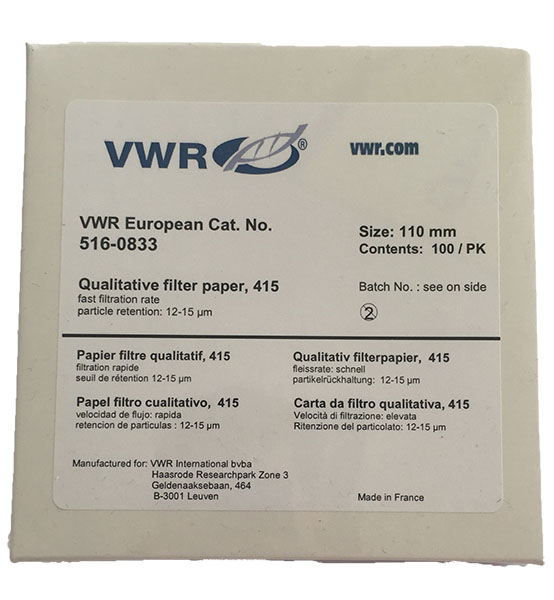 VWR®
vwr.com
VWR European Cat. No.
516-0833
Size: 110 mm
Contents: 100 / PK
Qualitative filter paper, 415
fast filtration rate
particle retention: 12-15 µm
Batch No. : see on side
②
Papier filtre qualitatif, 415
filtration rapide
seuil de rétention 12-15 µm
Qualitativ filterpapier, 415
fleissrate: schnell
partikelrückhaltung: 12-15 µm
Papel filtro cualitativo, 415
velocidad de flujo: rapida
retencion de particulas : 12-15 µm
Carta da filtro qualitativa, 415
Velocità di filtrazione: elevata
Ritenzione del particolato: 12-15 µm
Manufactured for: VWR International bvba
Haasrode Researchpark Zone 3
Geldenaaksebaan, 464
B-3001 Leuven
Made in France